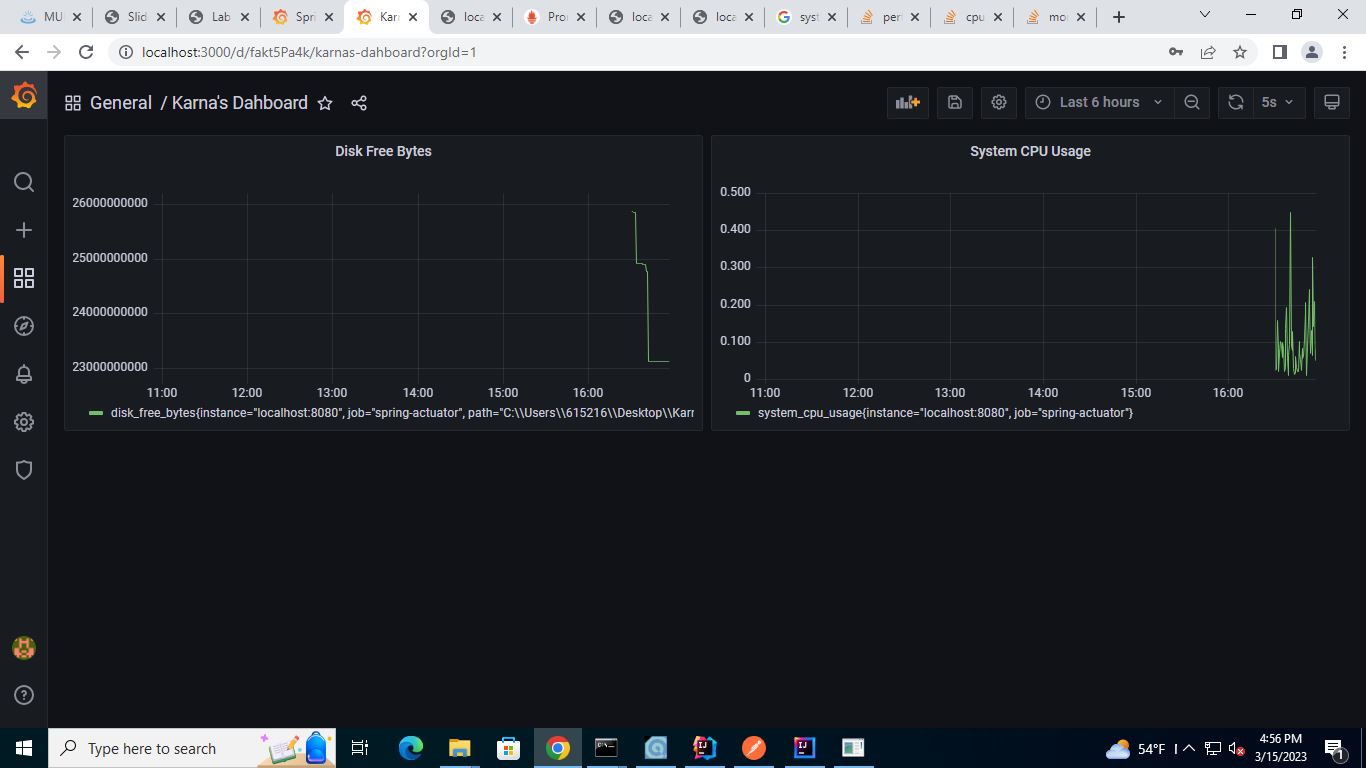 MU
Slid
Lab
Spri
Kar
loca
Pro
loca
loca
syst
per
cpu
mo
localhost:3000/d/fakt5Pa4k/karnas-dahboard?orgId=1
General / Karna's Dahboard
Last 6 hours
5s
Disk Free Bytes
26000000000
25000000000
24000000000
23000000000
11:00 12:00 13:00 14:00 15:00 16:00
disk_free_bytes{instance="localhost:8080", job="spring-actuator", path="C:\\Users\\615216\\Desktop\\Karr
System CPU Usage
0.500
0.400
0.300
0.200
0.100
0
11:00 12:00 13:00 14:00 15:00 16:00
system_cpu_usage{instance="localhost:8080", job="spring-actuator"}
Type here to search
54°F
4:56 PM
3/15/2023
1